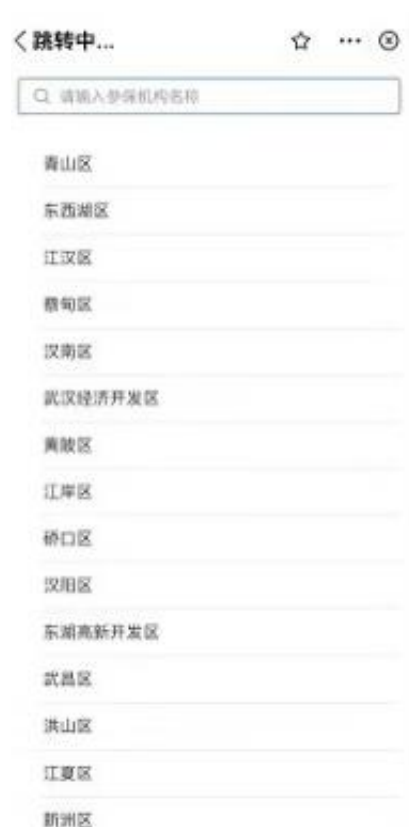 跳转中...
请输入参保机构名称
青山区
东西湖区
江汉区
蔡甸区
汉南区
武汉经济开发区
黄陂区
江岸区
硚口区
汉阳区
东湖高新开发区
武昌区
洪山区
江夏区
新洲区